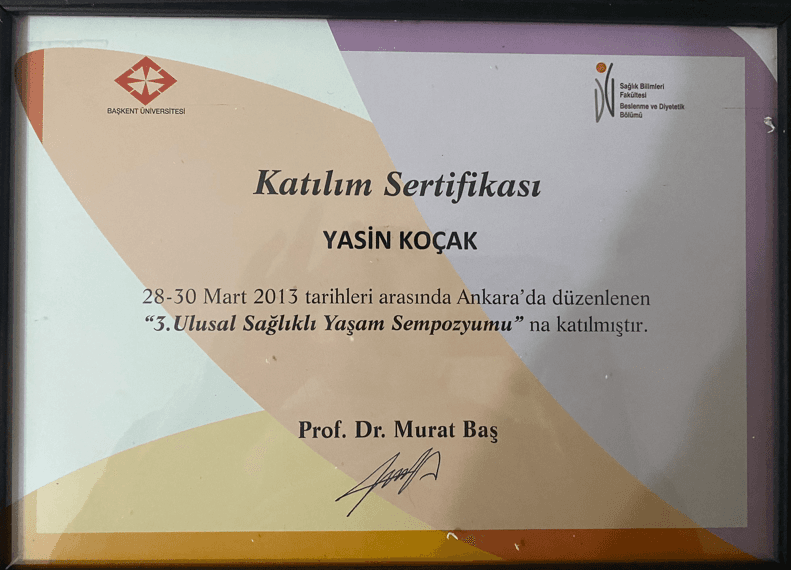 BAŞKENT ÜNİVERSİTESİ
Sağlık Bilimleri
Fakültesi
Beslenme ve Diyetetik
Bölümü
Katılım Sertifikası
YASİN KOÇAK
28-30 Mart 2013 tarihleri arasında Ankara’da düzenlenen
“3.Ulusal Sağlıklı Yaşam Sempozyumu” na katılmıştır.
Prof. Dr. Murat Baş